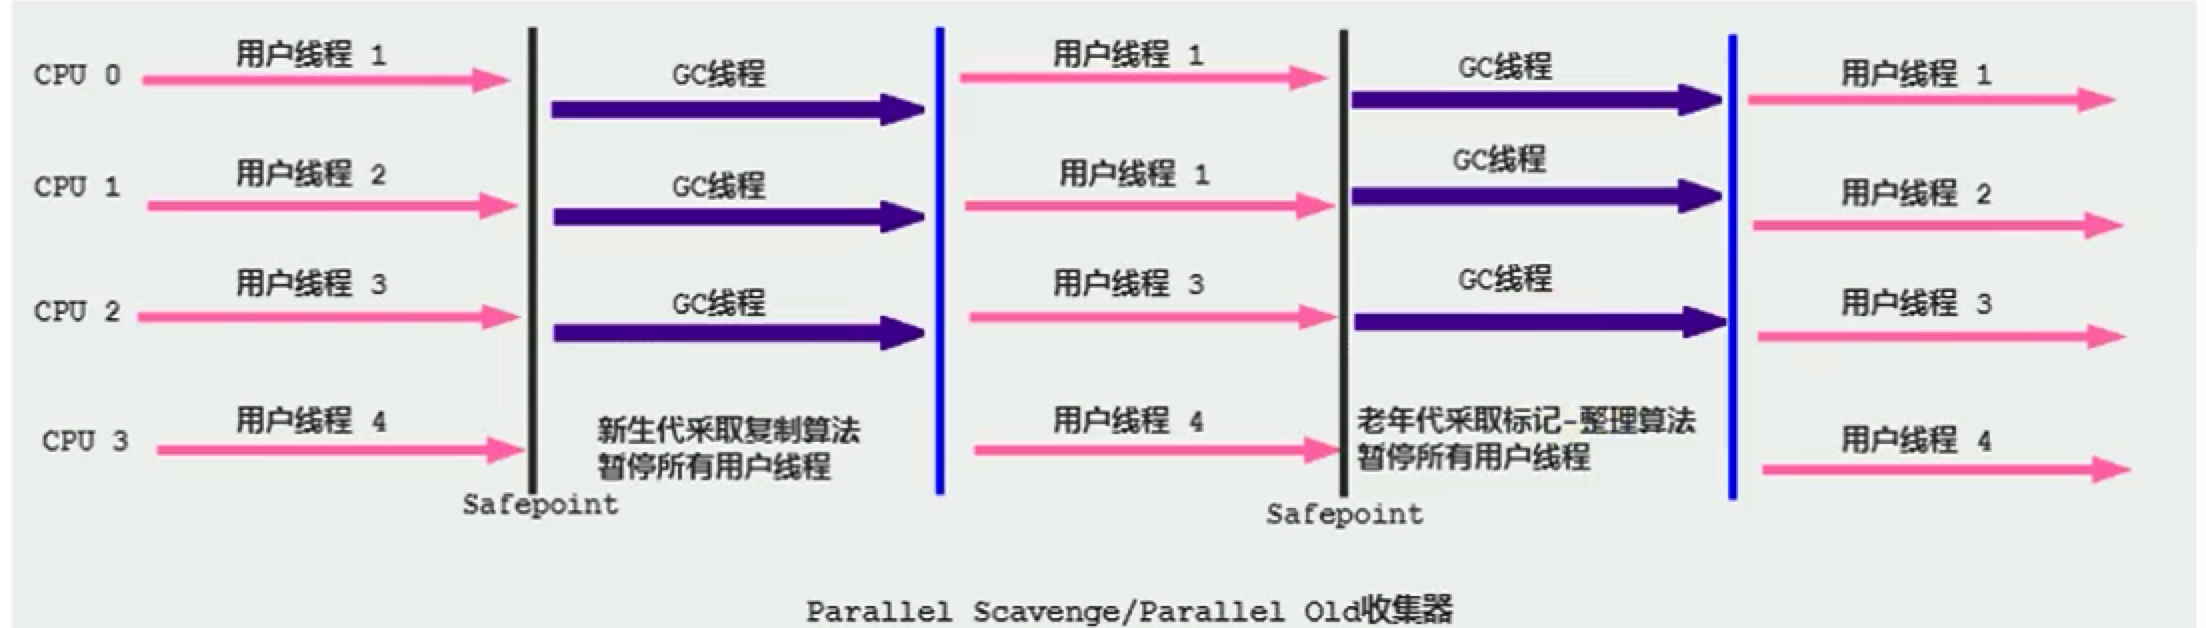 CPU 0
用户线程 1
GC线程
用户线程 1
GC线程
用户线程 1
CPU 1
用户线程 2
GC线程
用户线程 1
GC线程
用户线程 2
CPU 2
用户线程 3
GC线程
用户线程 3
GC线程
用户线程 3
CPU 3
用户线程 4
新生代采取复制算法
暂停所有用户线程
用户线程 4
老年代采取标记-整理算法
暂停所有用户线程
用户线程 4
Safepoint
Safepoint
Parallel Scavenge/Parallel Old收集器